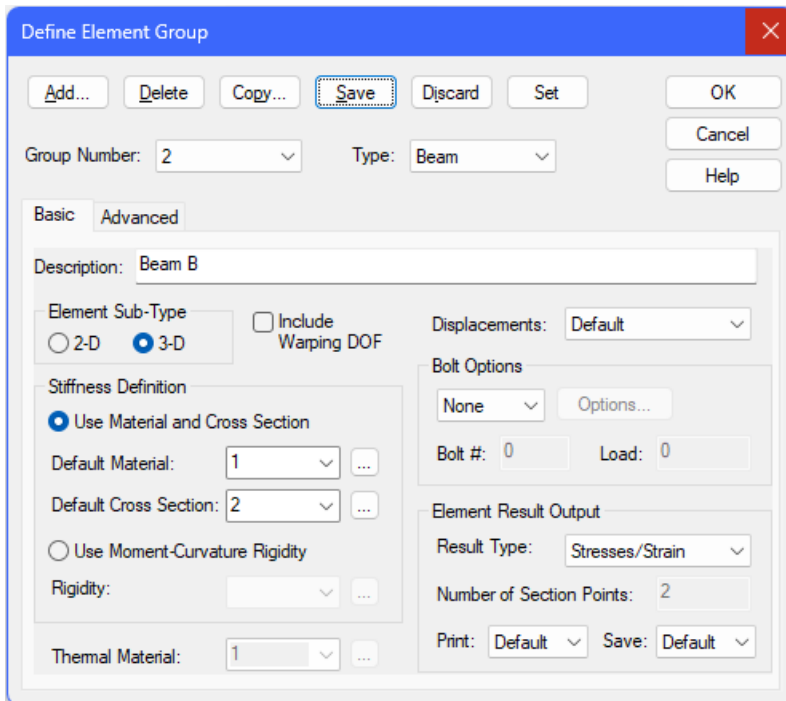 Define Element Group
Add... Delete Copy... Save Discard Set OK
Cancel
Group Number: 2 Type: Beam
Help
Basic Advanced
Description: Beam B
Element Sub-Type
2-D 3-D
Include
Warping DOF
Displacements: Default
Stiffness Definition
Use Material and Cross Section
Default Material: 1 ...
Default Cross Section: 2 ...
Use Moment-Curvature Rigidity
Rigidity: ...
Thermal Material: 1 ...
Bolt Options
None Options...
Bolt #: 0 Load: 0
Element Result Output
Result Type: Stresses/Strain
Number of Section Points: 2
Print: Default Save: Default